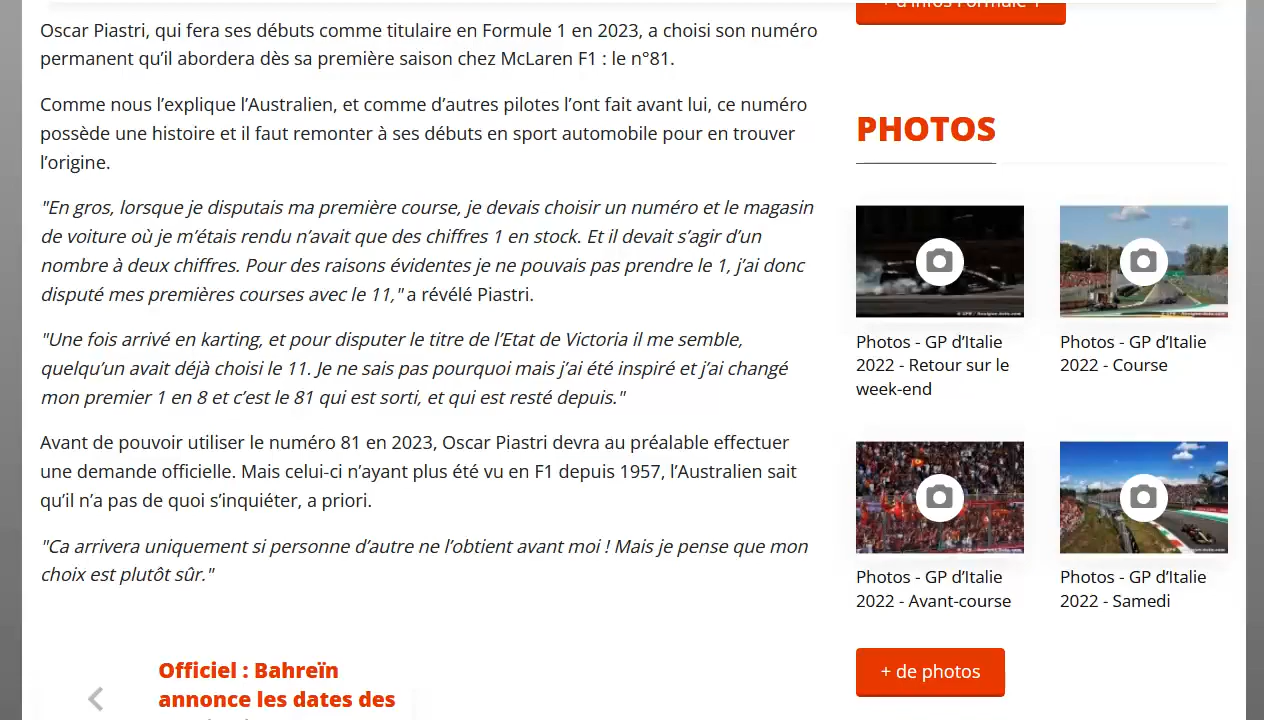 + d'infos Formule 1
Oscar Piastri, qui fera ses débuts comme titulaire en Formule 1 en 2023, a choisi son numéro
permanent qu’il abordera dès sa première saison chez McLaren F1 : le n°81.
Comme nous l’explique l’Australien, et comme d’autres pilotes l’ont fait avant lui, ce numéro
possède une histoire et il faut remonter à ses débuts en sport automobile pour en trouver
l’origine.
"En gros, lorsque je disputais ma première course, je devais choisir un numéro et le magasin
de voiture où je m’étais rendu n’avait que des chiffres 1 en stock. Et il devait s’agir d’un
nombre à deux chiffres. Pour des raisons évidentes je ne pouvais pas prendre le 1, j’ai donc
disputé mes premières courses avec le 11," a révélé Piastri.
"Une fois arrivé en karting, et pour disputer le titre de l’Etat de Victoria il me semble,
quelqu’un avait déjà choisi le 11. Je ne sais pas pourquoi mais j’ai été inspiré et j’ai changé
mon premier 1 en 8 et c’est le 81 qui est sorti, et qui est resté depuis."
Avant de pouvoir utiliser le numéro 81 en 2023, Oscar Piastri devra au préalable effectuer
une demande officielle. Mais celui-ci n’ayant plus été vu en F1 depuis 1957, l’Australien sait
qu’il n’a pas de quoi s’inquiéter, a priori.
"Ca arrivera uniquement si personne d’autre ne l’obtient avant moi ! Mais je pense que mon
choix est plutôt sûr."
Officiel : Bahreïn
annonce les dates des
PHOTOS
Photos - GP d’Italie
2022 - Retour sur le
week-end
Photos - GP d’Italie
2022 - Course
Photos - GP d’Italie
2022 - Avant-course
Photos - GP d’Italie
2022 - Samedi
+ de photos